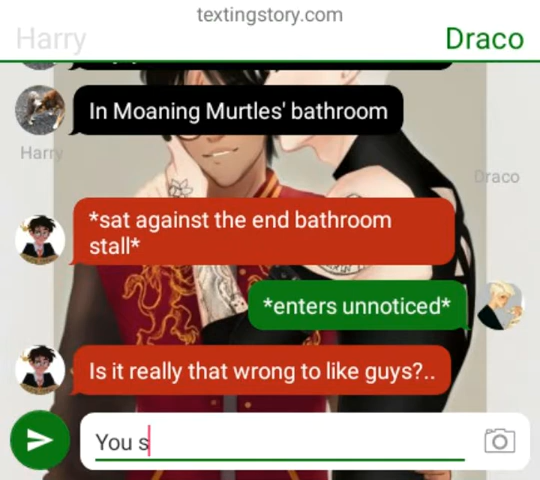 textingstory.com
Harry
Draco
In Moaning Murtles' bathroom
Harry
Draco
*sat against the end bathroom
stall*
*enters unnoticed*
Is it really that wrong to like guys?..
You s